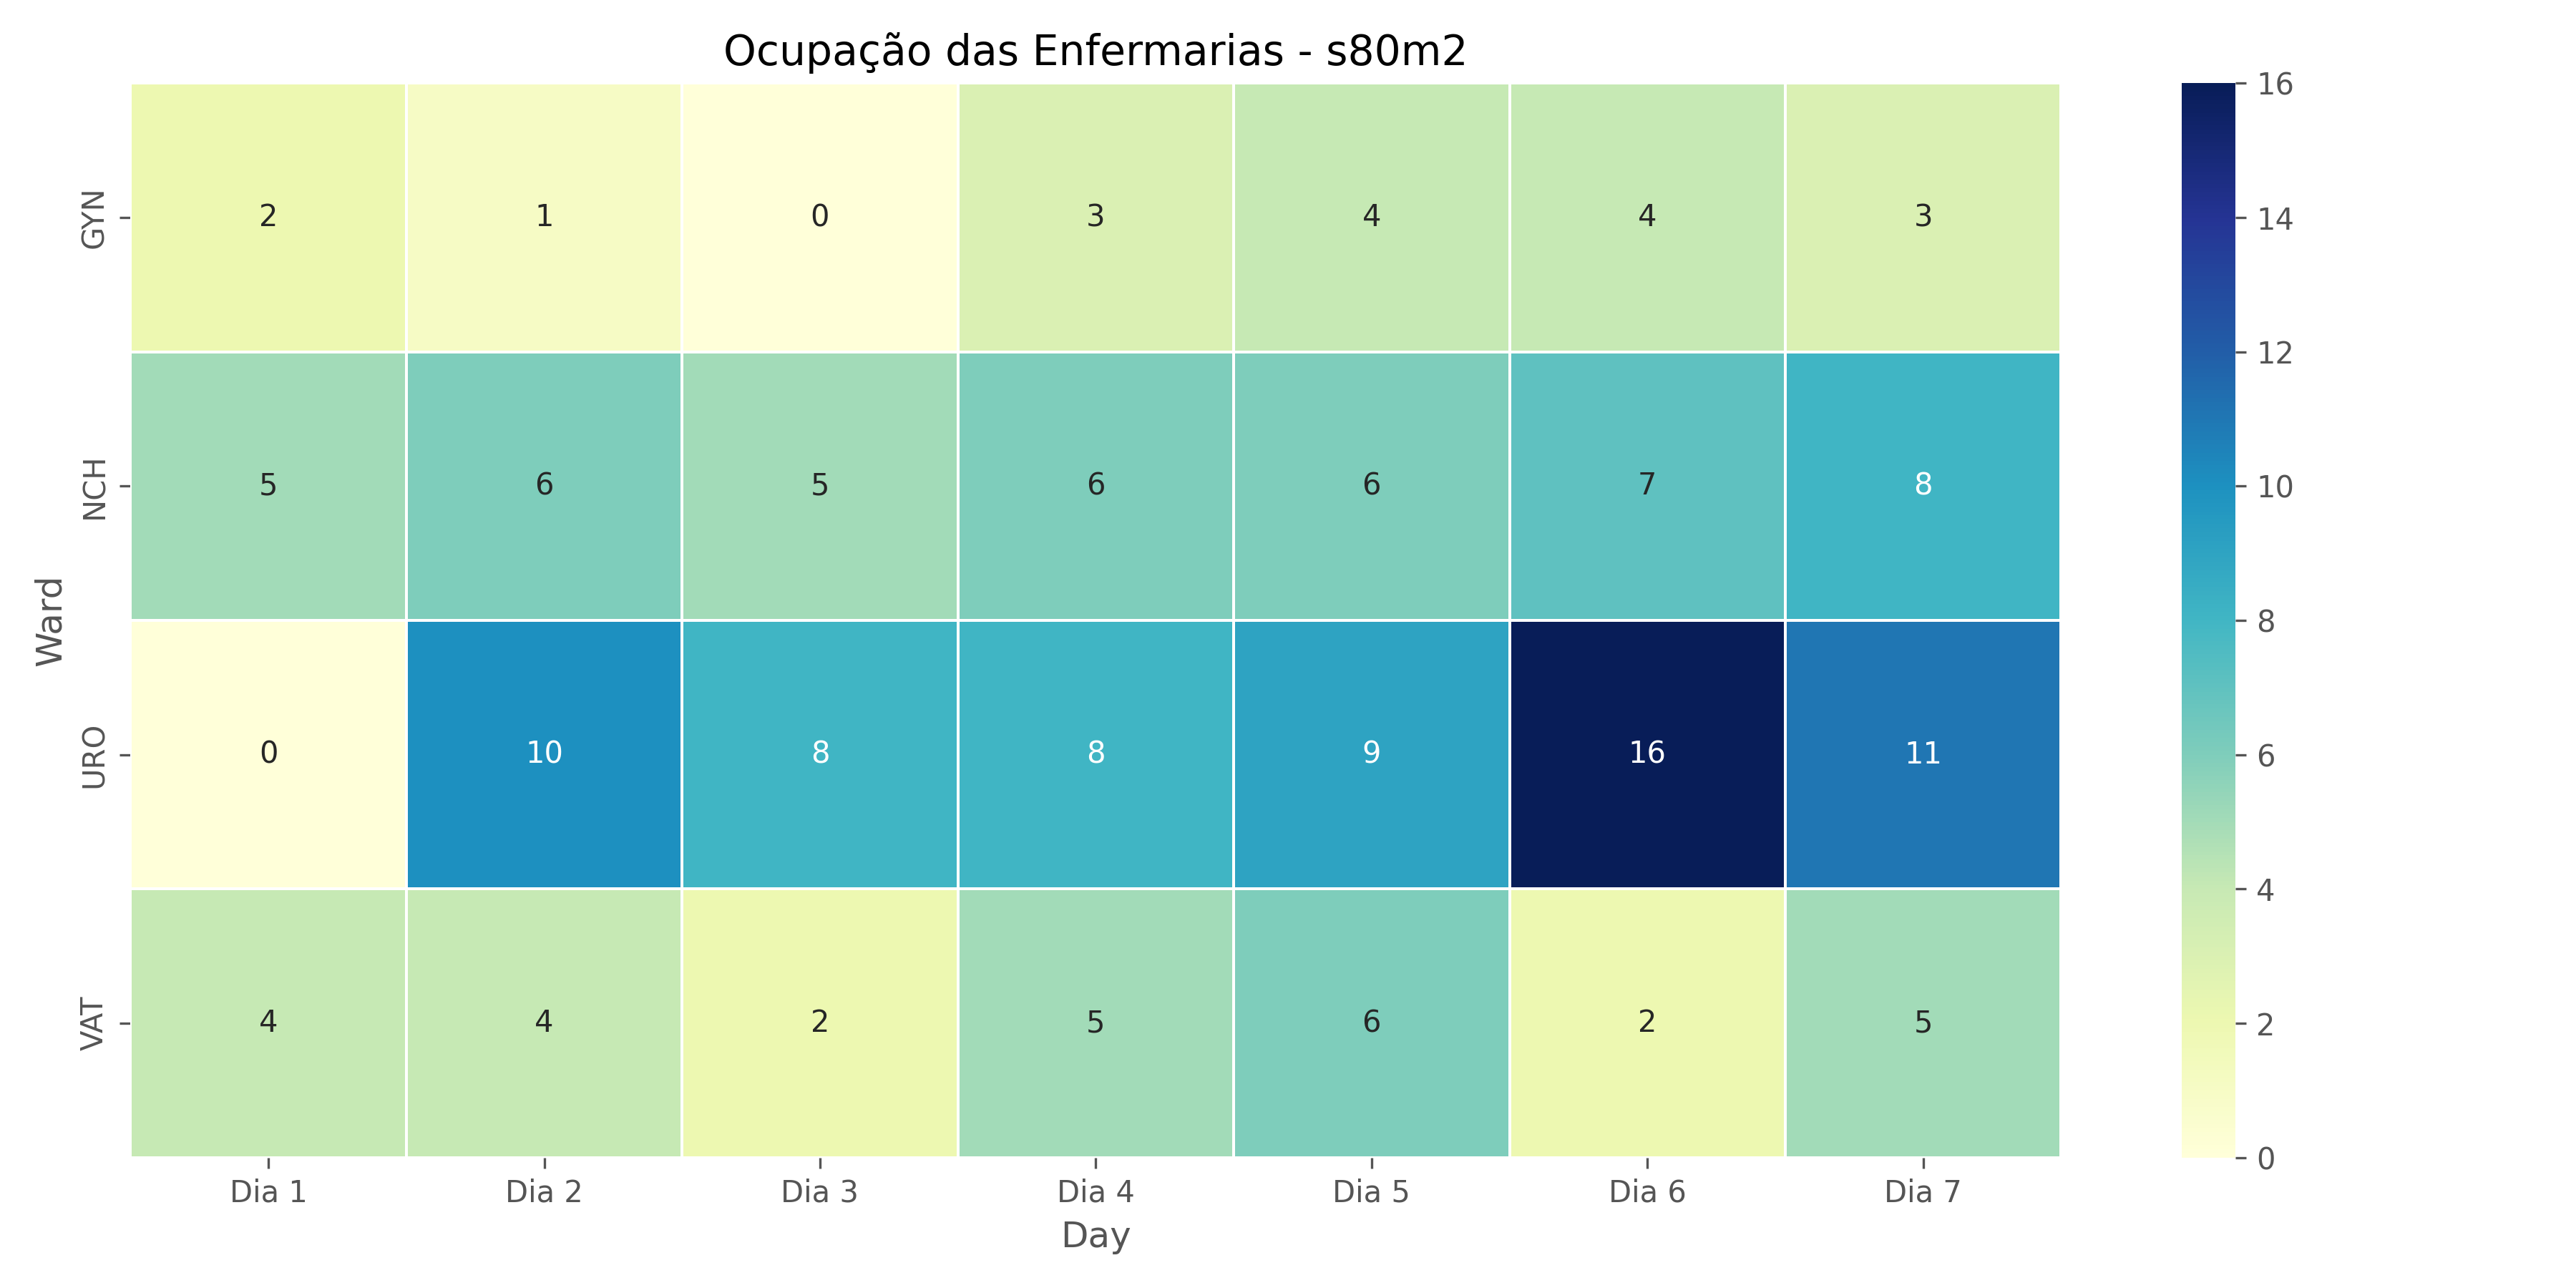 Ocupação das Enfermarias - s80m2
GYN 2 1 0 3 4 4 3
NCH 5 6 5 6 6 7 8
URO 0 10 8 8 9 16 11
VAT 4 4 2 5 6 2 5
Ward
Dia 1 Dia 2 Dia 3 Dia 4 Dia 5 Dia 6 Dia 7
Day
16
14
12
10
8
6
4
2
0